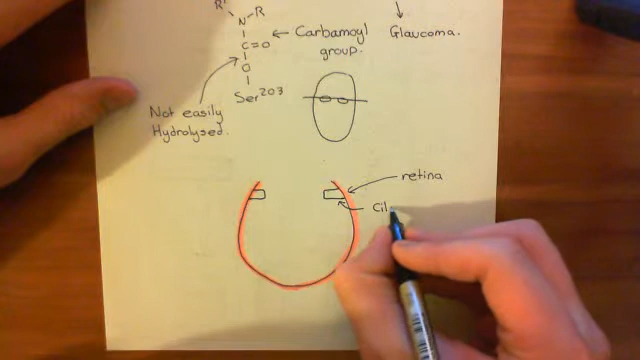 R' R
N
C=O
O
Ser203
Carbamoyl
group.
Not easily
Hydrolysed.
Glaucoma.
retina
Cil